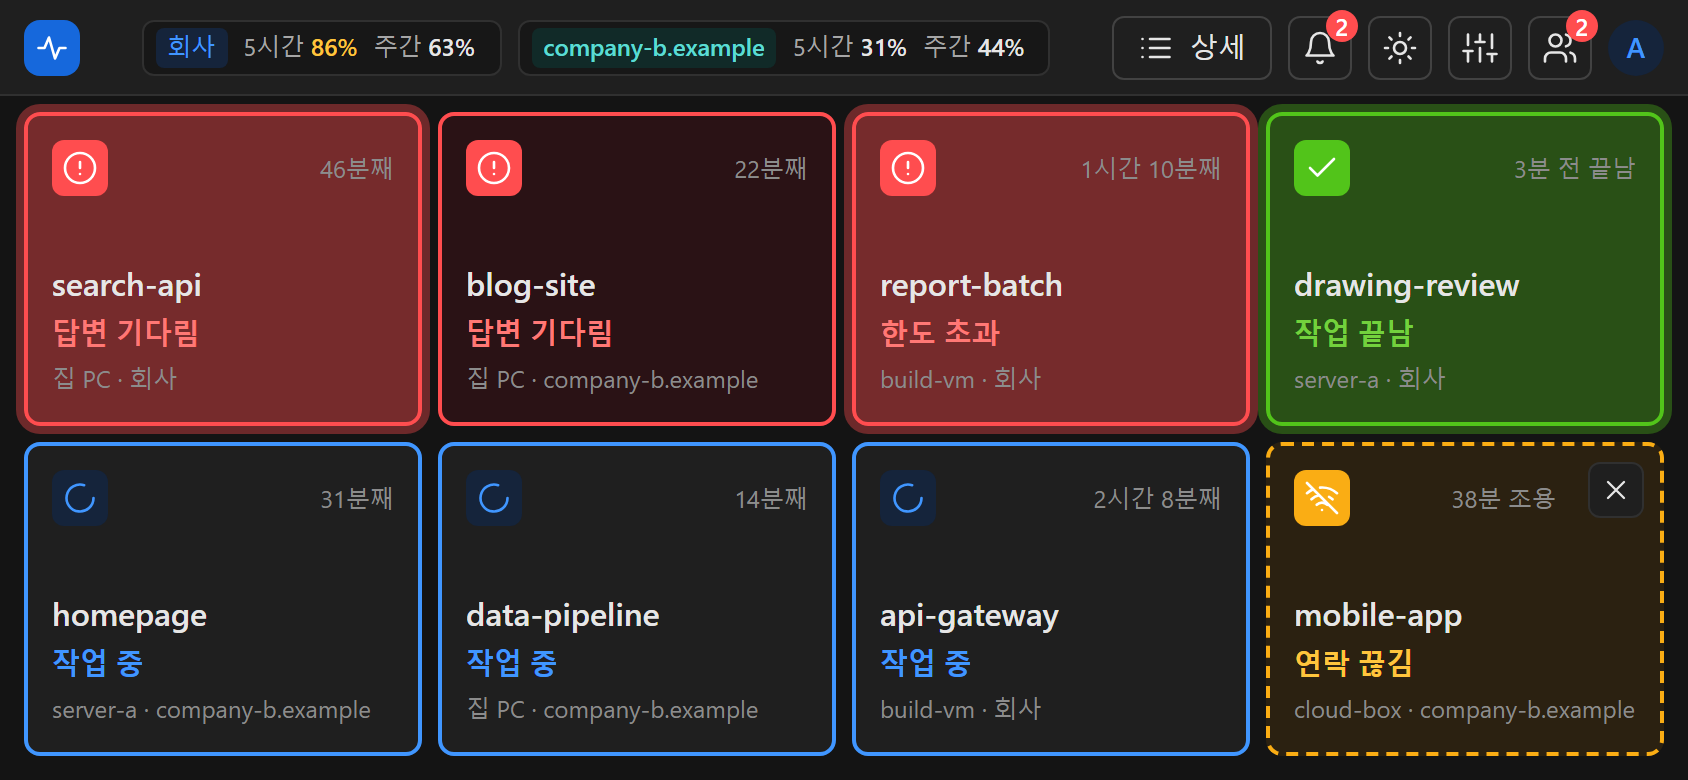 회사 5시간 86% 주간 63%
company-b.example 5시간 31% 주간 44%
상세
2
2
A
46분째
search-api
답변 기다림
집 PC · 회사
22분째
blog-site
답변 기다림
집 PC · company-b.example
1시간 10분째
report-batch
한도 초과
build-vm · 회사
3분 전 끝남
drawing-review
작업 끝남
server-a · 회사
31분째
homepage
작업 중
server-a · company-b.example
14분째
data-pipeline
작업 중
집 PC · company-b.example
2시간 8분째
api-gateway
작업 중
build-vm · 회사
38분 조용
mobile-app
연락 끊김
cloud-box · company-b.example